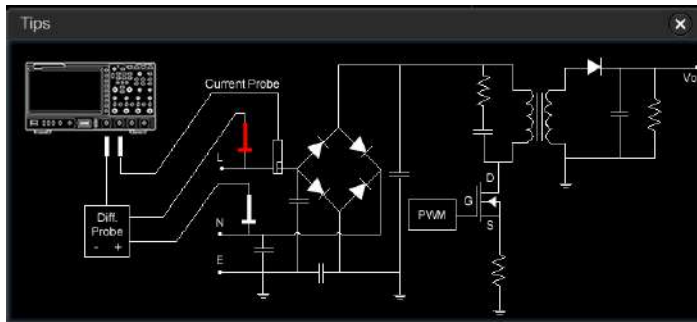 Tips
Current Probe
Vo
L
D
G
PWM
S
Diff.
Probe
- +
N
E